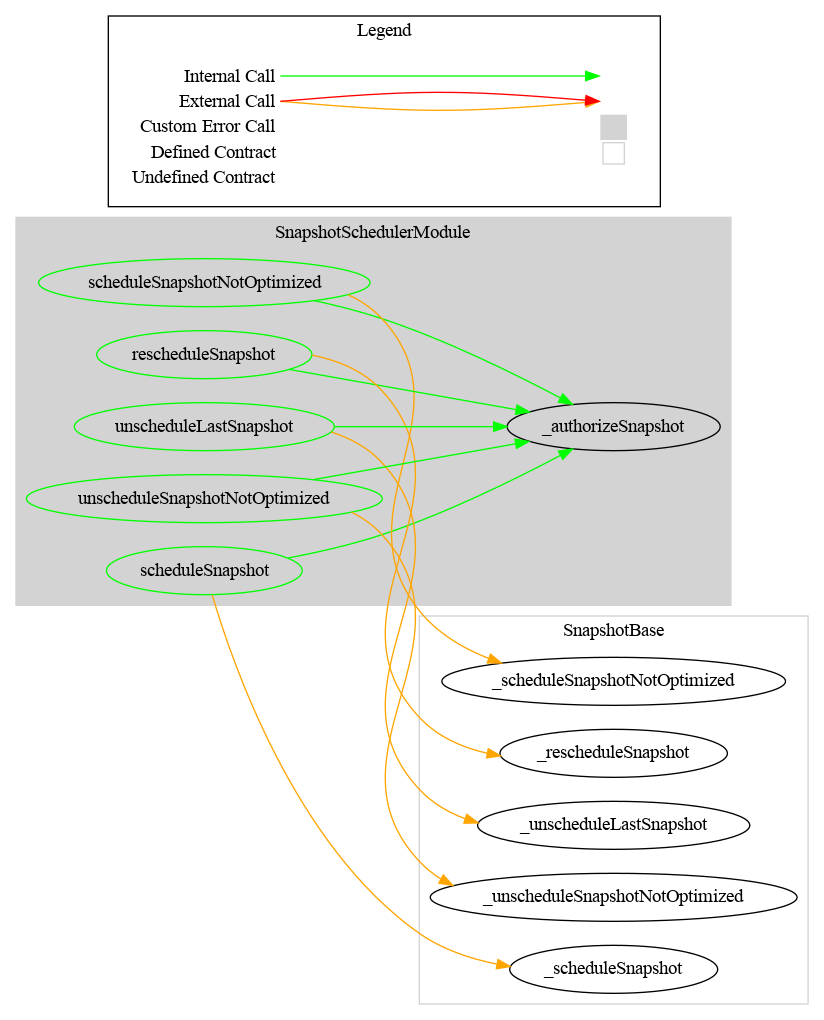 Legend
Internal Call
External Call
Custom Error Call
Defined Contract
Undefined Contract
SnapshotSchedulerModule
scheduleSnapshotNotOptimized
rescheduleSnapshot
unscheduleLastSnapshot
_authorizeSnapshot
unscheduleSnapshotNotOptimized
scheduleSnapshot
SnapshotBase
_scheduleSnapshotNotOptimized
_rescheduleSnapshot
_unscheduleLastSnapshot
_unscheduleSnapshotNotOptimized
_scheduleSnapshot